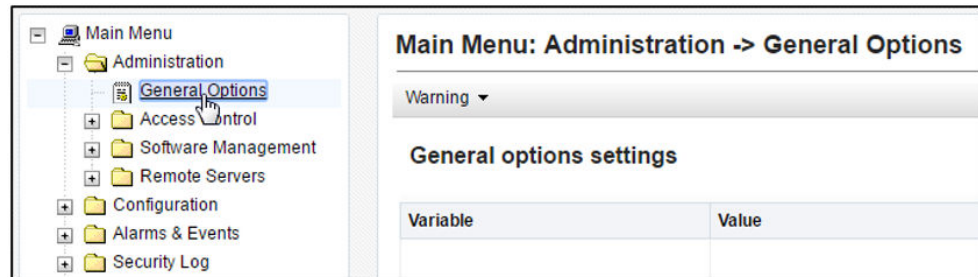 Main Menu
Administration
General Options
Access Control
Software Management
Remote Servers
Configuration
Alarms & Events
Security Log
Main Menu: Administration -> General Options
Warning
General options settings
Variable Value